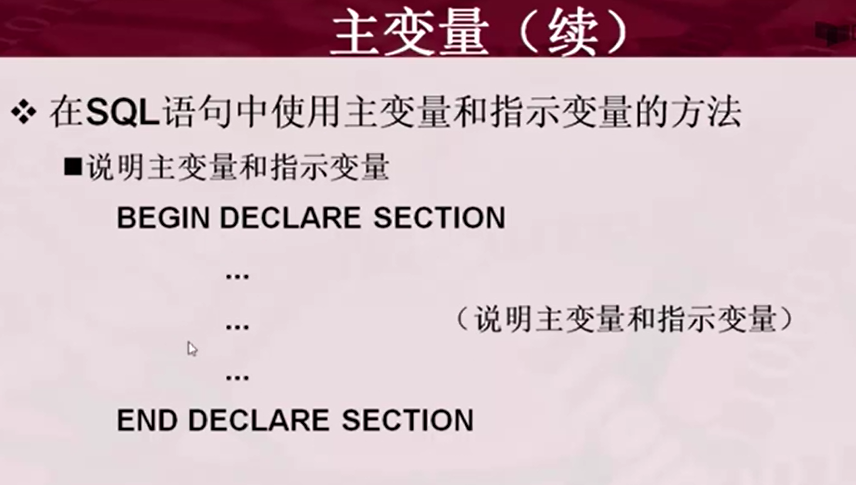 主变量（续）
❖ 在SQL语句中使用主变量和指示变量的方法
■说明主变量和指示变量
BEGIN DECLARE SECTION
...
... （说明主变量和指示变量）
...
END DECLARE SECTION